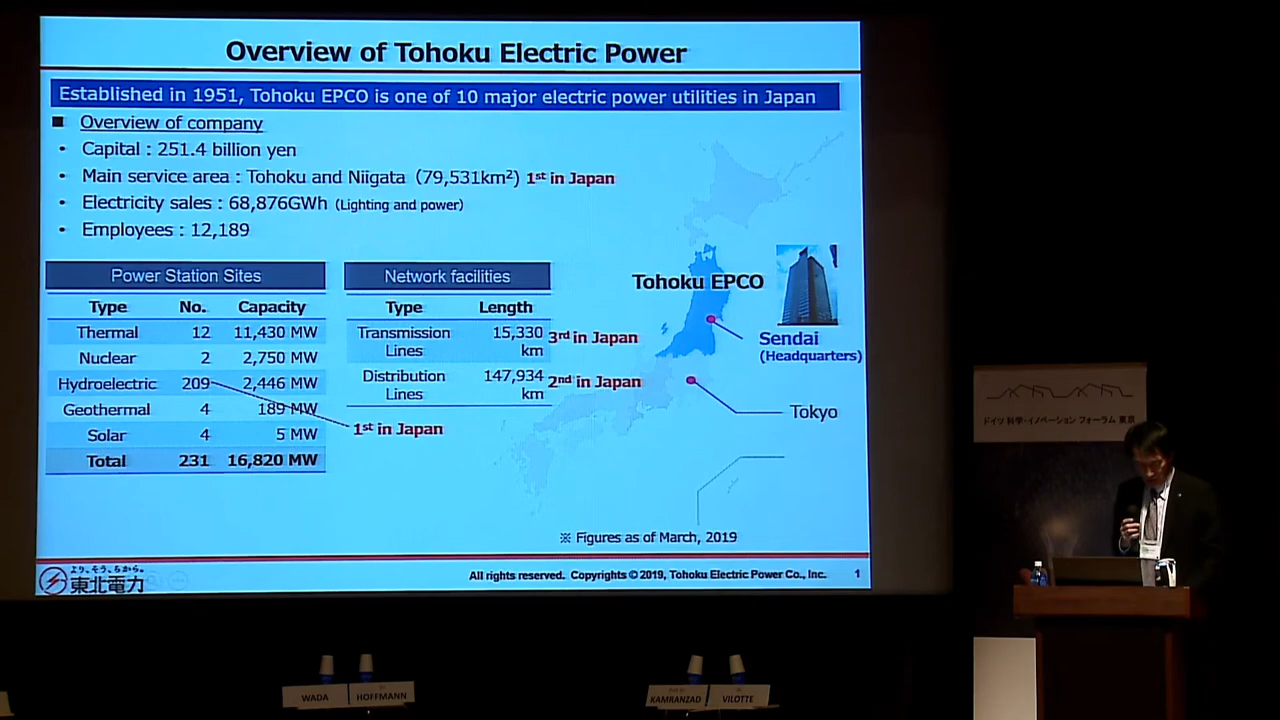 Overview of Tohoku Electric Power
Established in 1951, Tohoku EPCO is one of 10 major electric power utilities in Japan
■ Overview of company
• Capital : 251.4 billion yen
• Main service area : Tohoku and Niigata (79,531km²) 1st in Japan
• Electricity sales : 68,876GWh (Lighting and power)
• Employees : 12,189
Power Station Sites
Type No. Capacity
Thermal 12 11,430 MW
Nuclear 2 2,750 MW
Hydroelectric 209 2,446 MW
Geothermal 4 189 MW
Solar 4 5 MW
Total 231 16,820 MW
1st in Japan
Network facilities
Type Length
Transmission Lines 15,330 km 3rd in Japan
Distribution Lines 147,934 km 2nd in Japan
Tohoku EPCO
Sendai
(Headquarters)
Tokyo
※ Figures as of March, 2019
より、そう、ちから。
東北電力
All rights reserved. Copyrights © 2019, Tohoku Electric Power Co., Inc. 1
ドイツ 科学・イノベーション フォーラム 東京
WADA
HOFFMANN
KAMRANZAD
VILOTTE